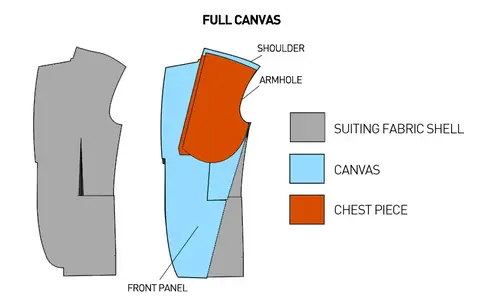 FULL CANVAS
SHOULDER
ARMHOLE
SUITING FABRIC SHELL
CANVAS
CHEST PIECE
FRONT PANEL